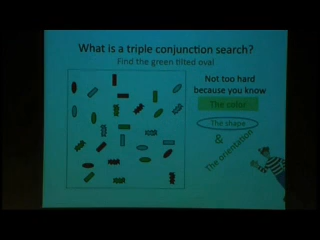 What is a triple conjunction search?
Find the green tilted oval
Not too hard
because you know
The color
The shape
&
The orientation